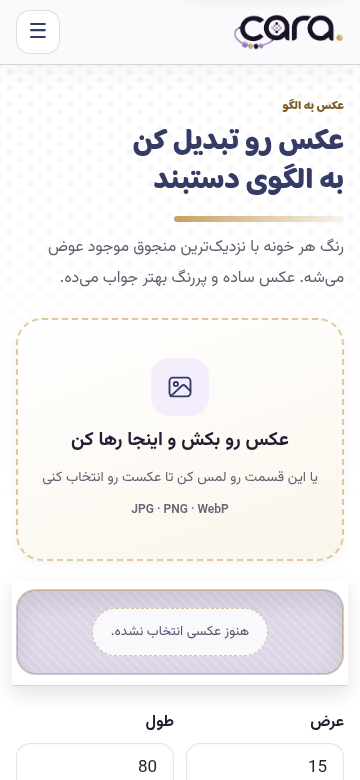 cara
☰
عکس به الگو
عکس رو تبدیل کن
به الگوی دستبند
رنگ هر خونه با نزدیک‌ترین منجوق موجود عوض
می‌شه. عکس ساده و پررنگ بهتر جواب می‌ده.
عکس رو بکش و اینجا رها کن
یا این قسمت رو لمس کن تا عکست رو انتخاب کنی
JPG · PNG · WebP
هنوز عکسی انتخاب نشده.
عرض
طول
15
80